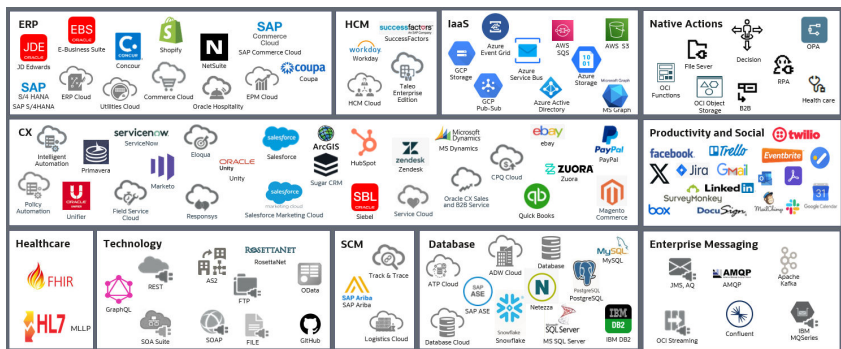 ERP
JDE
JD Edwards
EBS
E-Business Suite
CONCUR
Concour
Shopify
NetSuite
SAP
Commerce
Cloud
SAP Commerce Cloud
coupa
Coupa
SAP
S/4 HANA
SAP S/4HANA
ERP Cloud
Utilities Cloud
Commerce Cloud
Oracle Hospitality
EPM Cloud
HCM
successfactors
SuccessFactors
workday
Workday
HCM Cloud
Taleo
Enterprise
Edition
IaaS
GCP
Storage
Azure
Event Grid
GCP
Pub-Sub
Azure
Service Bus
AWS
SQS
Azure
Active
Directory
10
01
Azure
Storage
AWS S3
Microsoft Graph
MS Graph
Native Actions
File Sever
Decision
OPA
OCI
Functions
OCI Object
Storage
B2B
RPA
Health care
CX
Intelligent
Automation
Primavera
servicenow
ServiceNow
Marketo
Eloqua
ORACLE
Unity
Unity
salesforce
Salesforce
ArcGIS
Sugar CRM
HubSpot
zendesk
Zendesk
Microsoft
Dynamics
MS Dynamics
CPQ Cloud
ebay
ebay
ZUORA
Zuora
PayPal
PayPal
Policy
Automation
Unifier
Field Service
Cloud
Responsys
salesforce
marketing cloud
Salesforce Marketing Cloud
SBL
Siebel
Service Cloud
Oracle CX Sales
and B2B Service
qb
Quick Books
Magento
Commerce
Productivity and Social
twilio
facebook
Trello
Eventbrite
X
Jira
Gmail
LinkedIn
SurveyMonkey
box
DocuSign
MailChimp
31
Google Calendar
Healthcare
FHIR
HL7
MLLP
Technology
GraphQL
REST
AS2
ROSETTANET
RosettaNet
FTP
OData
SOA Suite
SOAP
FILE
GitHub
SCM
Track & Trace
SAP Ariba
SAP Ariba
Logistics Cloud
Database
ATP Cloud
ADW Cloud
Database
MySQL
MySQL
SAP
ASE
SAP ASE
N
Netezza
PostgreSQL
PostgreSQL
Database Cloud
Snowflake
Snowflake
SQL Server
MS SQL Server
IBM
DB2
IBM DB2
Enterprise Messaging
JMS, AQ
AMQP
AMQP
Apache
Kafka
OCI Streaming
Confluent
IBM
MQSeries